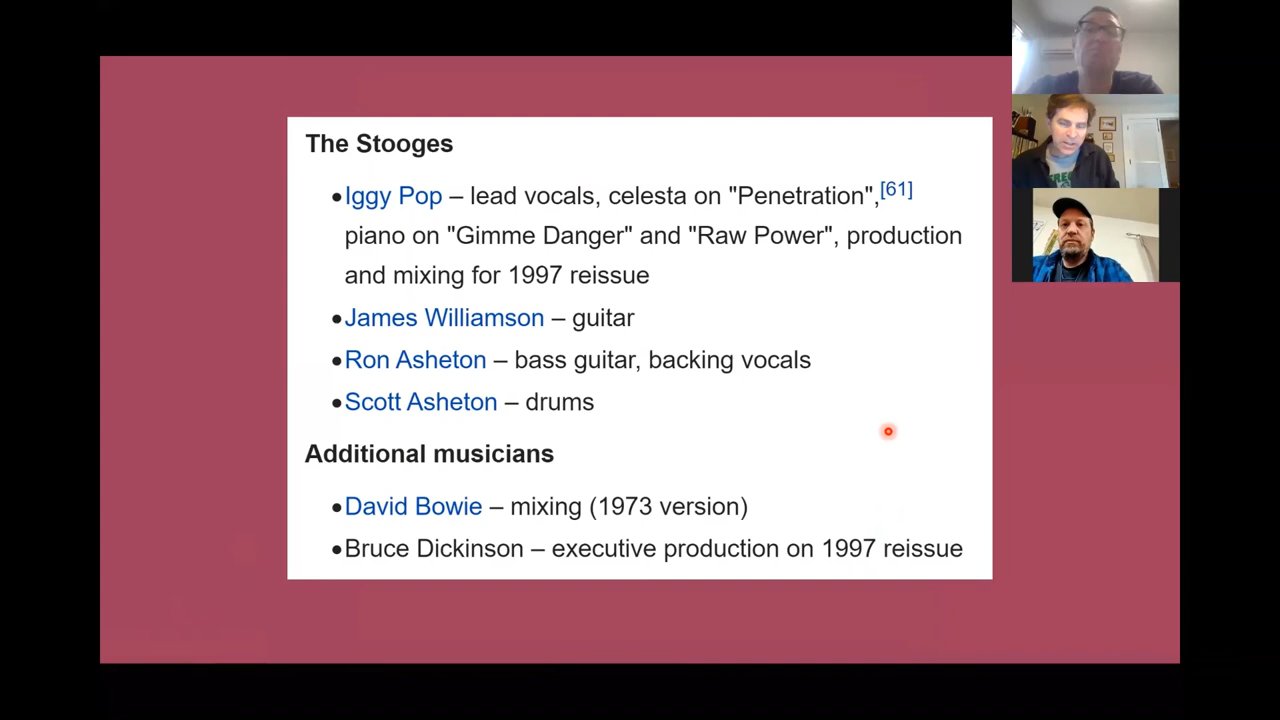 The Stooges
•Iggy Pop – lead vocals, celesta on "Penetration",[61]
piano on "Gimme Danger" and "Raw Power", production
and mixing for 1997 reissue
•James Williamson – guitar
•Ron Asheton – bass guitar, backing vocals
•Scott Asheton – drums
Additional musicians
•David Bowie – mixing (1973 version)
•Bruce Dickinson – executive production on 1997 reissue